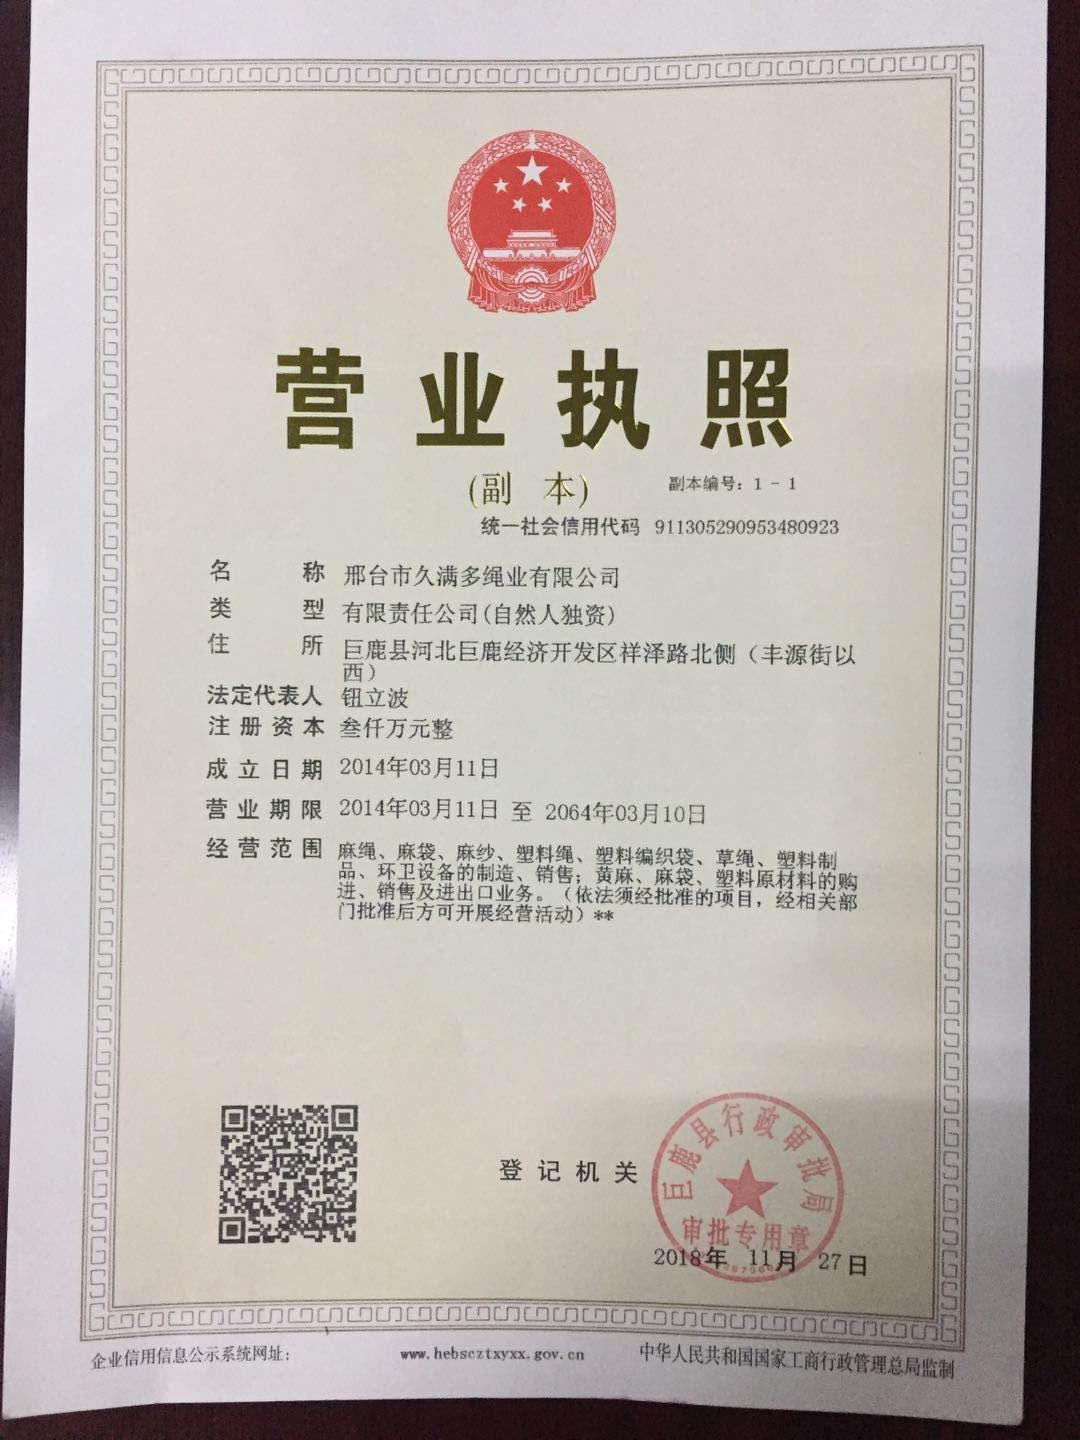 营业执照
(副 本)
副本编号：1－1
统一社会信用代码 911305290953480923
名称 邢台市久满多绳业有限公司
类型 有限责任公司(自然人独资)
住所 巨鹿县河北巨鹿经济开发区祥泽路北侧（丰源街以
西）
法定代表人 钮立波
注册资本 叁仟万元整
成立日期 2014年03月11日
营业期限 2014年03月11日 至 2064年03月10日
经营范围 麻绳、麻袋、麻纱、塑料绳、塑料编织袋、草绳、塑料制
品、环卫设备的制造、销售；黄麻、麻袋、塑料原材料的购
进、销售及进出口业务。（依法须经批准的项目，经相关部
门批准后方可开展经营活动）**
巨鹿县行政审批局
登记机关
审批专用章
2018年 11月 27日
企业信用信息公示系统网址: www.hebscztxyxx.gov.cn 中华人民共和国国家工商行政管理总局监制